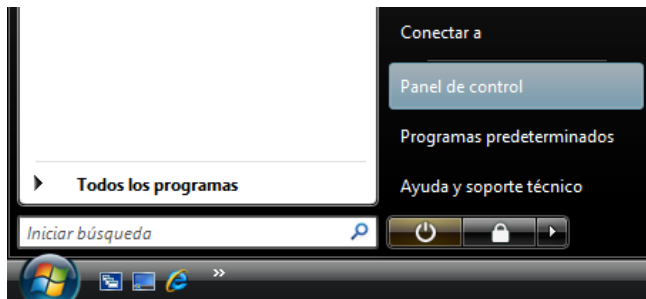 Conectar a
Panel de control
Programas predeterminados
Todos los programas
Ayuda y soporte técnico
Iniciar búsqueda